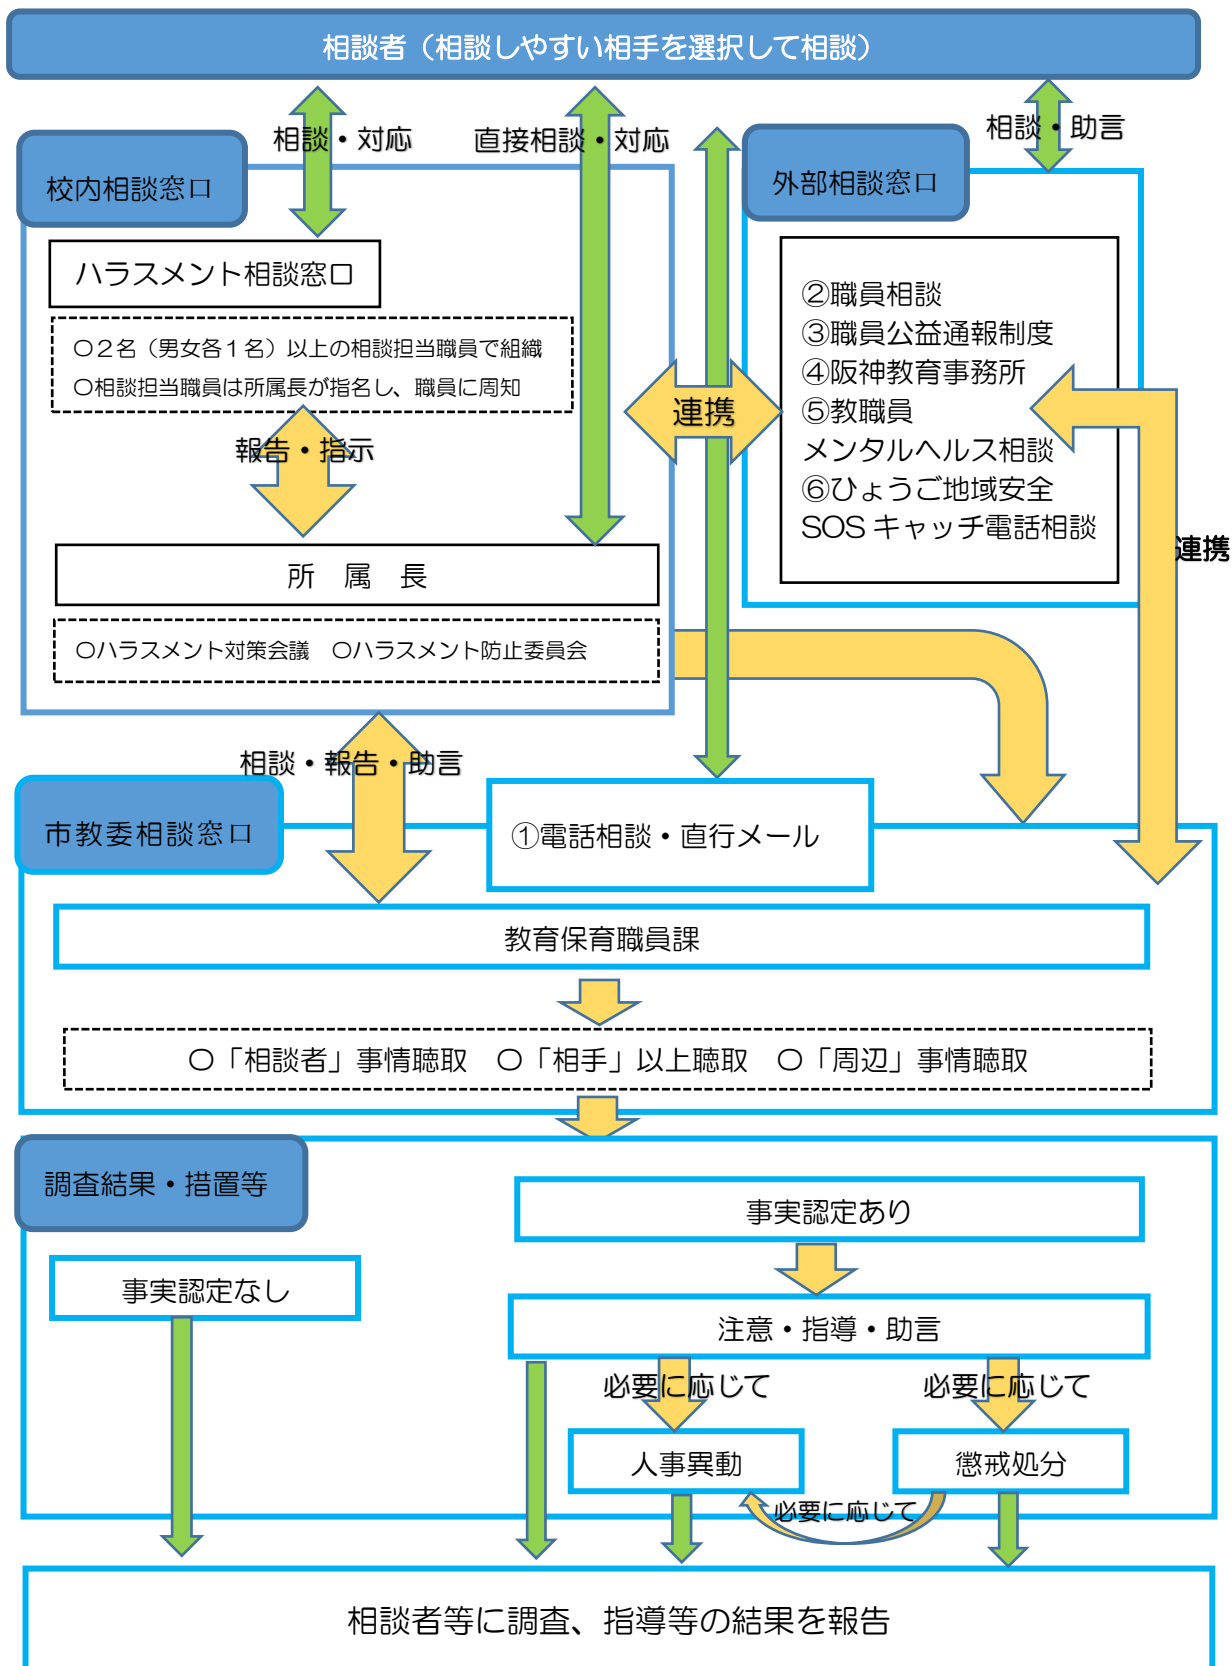 相談者（相談しやすい相手を選択して相談）
相談・対応
直接相談・対応
相談・助言
校内相談窓口
外部相談窓口
ハラスメント相談窓口
〇２名（男女各１名）以上の相談担当職員で組織
〇相談担当職員は所属長が指名し、職員に周知
②職員相談
③職員公益通報制度
④阪神教育事務所
⑤教職員
メンタルヘルス相談
⑥ひょうご地域安全
SOSキャッチ電話相談
連携
連携
報告・指示
所　属　長
〇ハラスメント対策会議　〇ハラスメント防止委員会
相談・報告・助言
市教委相談窓口
①電話相談・直行メール
教育保育職員課
〇「相談者」事情聴取　〇「相手」以上聴取　〇「周辺」事情聴取
調査結果・措置等
事実認定あり
事実認定なし
注意・指導・助言
必要に応じて
必要に応じて
人事異動
懲戒処分
必要に応じて
相談者等に調査、指導等の結果を報告